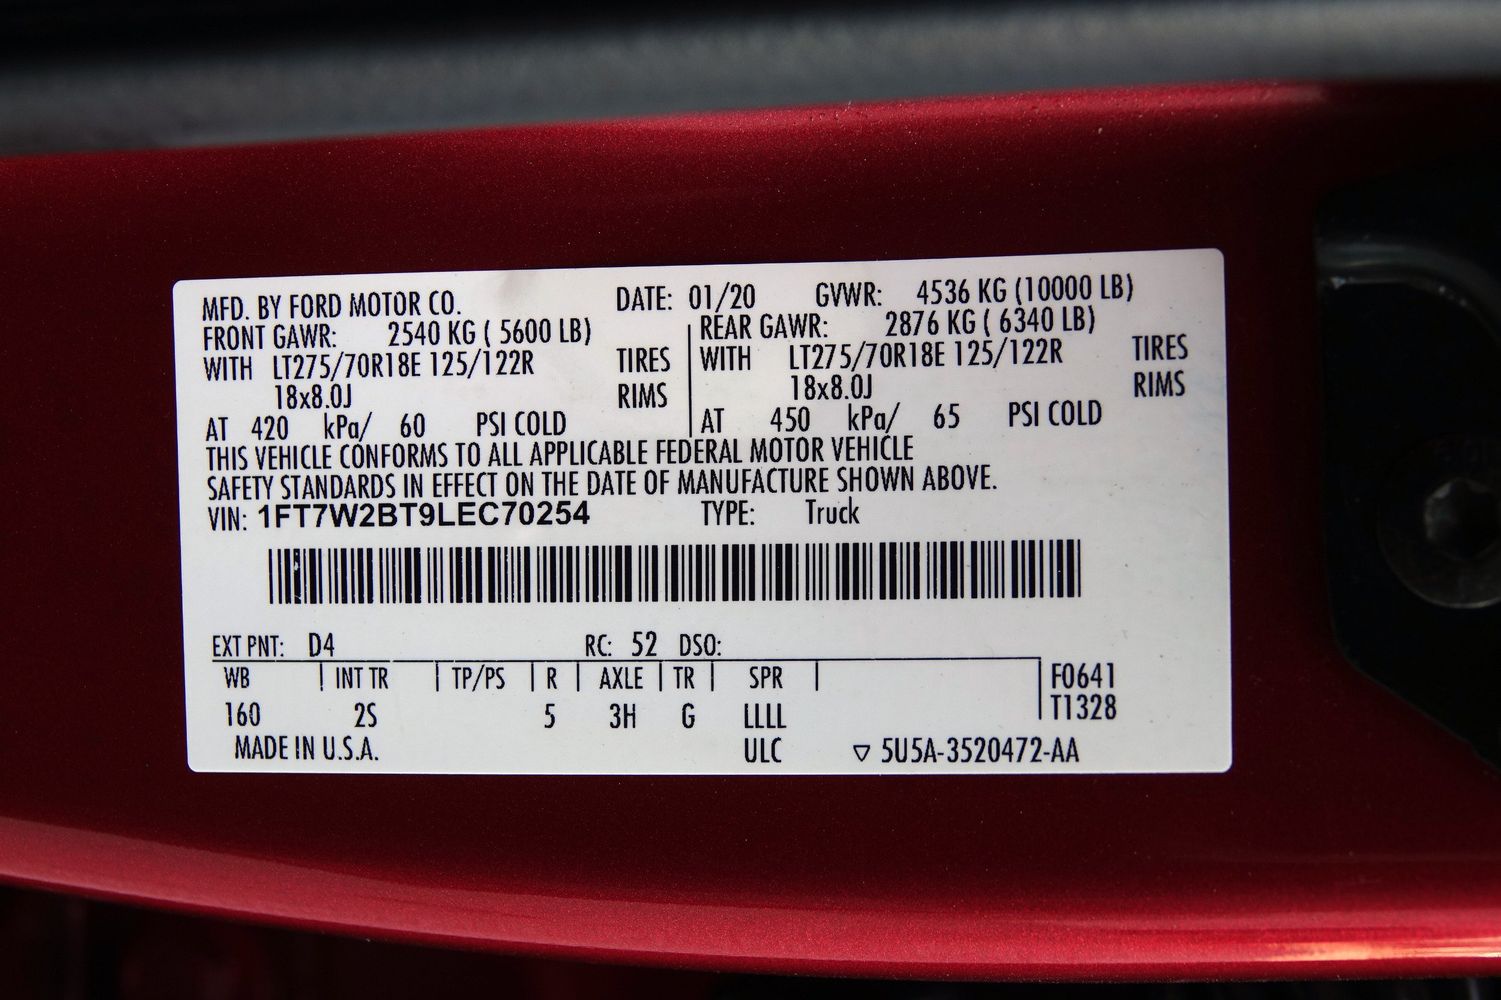 MFD. BY FORD MOTOR CO. DATE: 01/20 GVWR: 4536 KG (10000 LB)
FRONT GAWR: 2540 KG ( 5600 LB) REAR GAWR: 2876 KG ( 6340 LB)
WITH LT275/70R18E 125/122R TIRES WITH LT275/70R18E 125/122R TIRES
18x8.0J RIMS 18x8.0J RIMS
AT 420 kPa/ 60 PSI COLD AT 450 kPa/ 65 PSI COLD
THIS VEHICLE CONFORMS TO ALL APPLICABLE FEDERAL MOTOR VEHICLE
SAFETY STANDARDS IN EFFECT ON THE DATE OF MANUFACTURE SHOWN ABOVE.
VIN: 1FT7W2BT9LEC70254 TYPE: Truck
EXT PNT: D4 RC: 52 DSO:
WB INT TR TP/PS R AXLE TR SPR F0641
160 2S 5 3H G LLLL T1328
MADE IN U.S.A. ULC ▽ 5U5A-3520472-AA